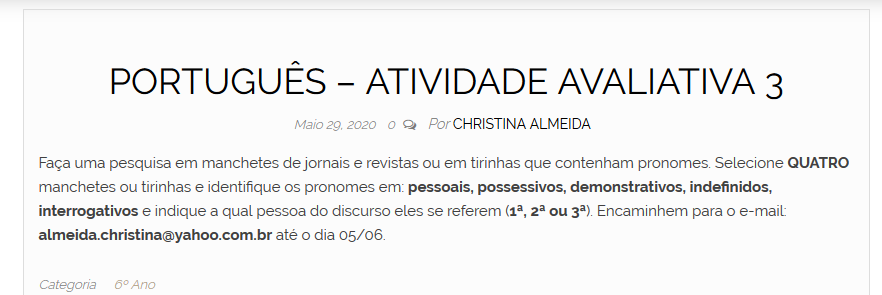 PORTUGUÊS – ATIVIDADE AVALIATIVA 3
Maio 29, 2020 0 Por CHRISTINA ALMEIDA
Faça uma pesquisa em manchetes de jornais e revistas ou em tirinhas que contenham pronomes. Selecione QUATRO
manchetes ou tirinhas e identifique os pronomes em: pessoais, possessivos, demonstrativos, indefinidos,
interrogativos e indique a qual pessoa do discurso eles se referem (1ª, 2ª ou 3ª). Encaminhem para o e-mail:
almeida.christina@yahoo.com.br até o dia 05/06.
Categoria 6º Ano